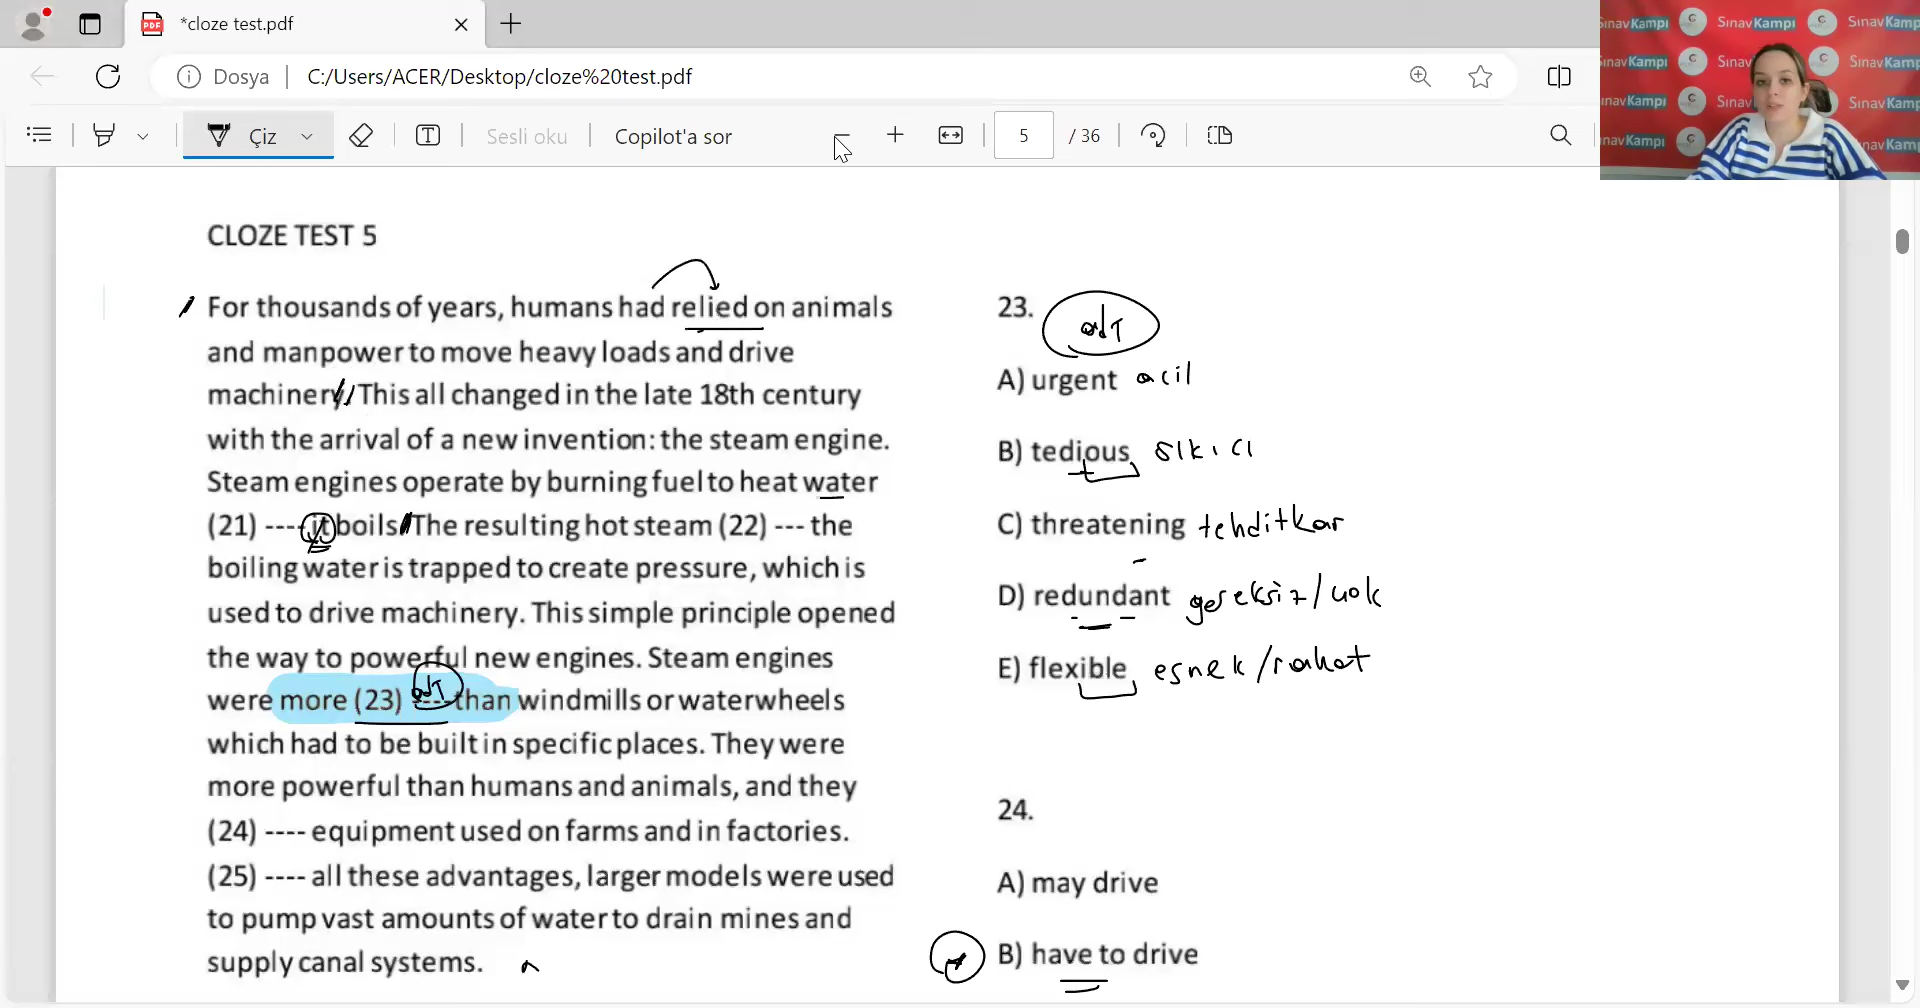 *cloze test.pdf
Dosya
C:/Users/ACER/Desktop/cloze%20test.pdf
Çiz
Sesli oku
Copilot'a sor
5
/ 36
SınavKampı
CLOZE TEST 5
For thousands of years, humans had relied on animals
and manpower to move heavy loads and drive
machinery. This all changed in the late 18th century
with the arrival of a new invention: the steam engine.
Steam engines operate by burning fuel to heat water
(21) ---- it boils. The resulting hot steam (22) --- the
boiling water is trapped to create pressure, which is
used to drive machinery. This simple principle opened
the way to powerful new engines. Steam engines
were more (23) ---- than windmills or waterwheels
which had to be built in specific places. They were
more powerful than humans and animals, and they
(24) ---- equipment used on farms and in factories.
(25) ---- all these advantages, larger models were used
to pump vast amounts of water to drain mines and
supply canal systems.
23.
A) urgent acil
B) tedious sıkıcı
C) threatening tehditkar
D) redundant gereksiz/
E) flexible esnek/rahat
24.
A) may drive
B) have to drive